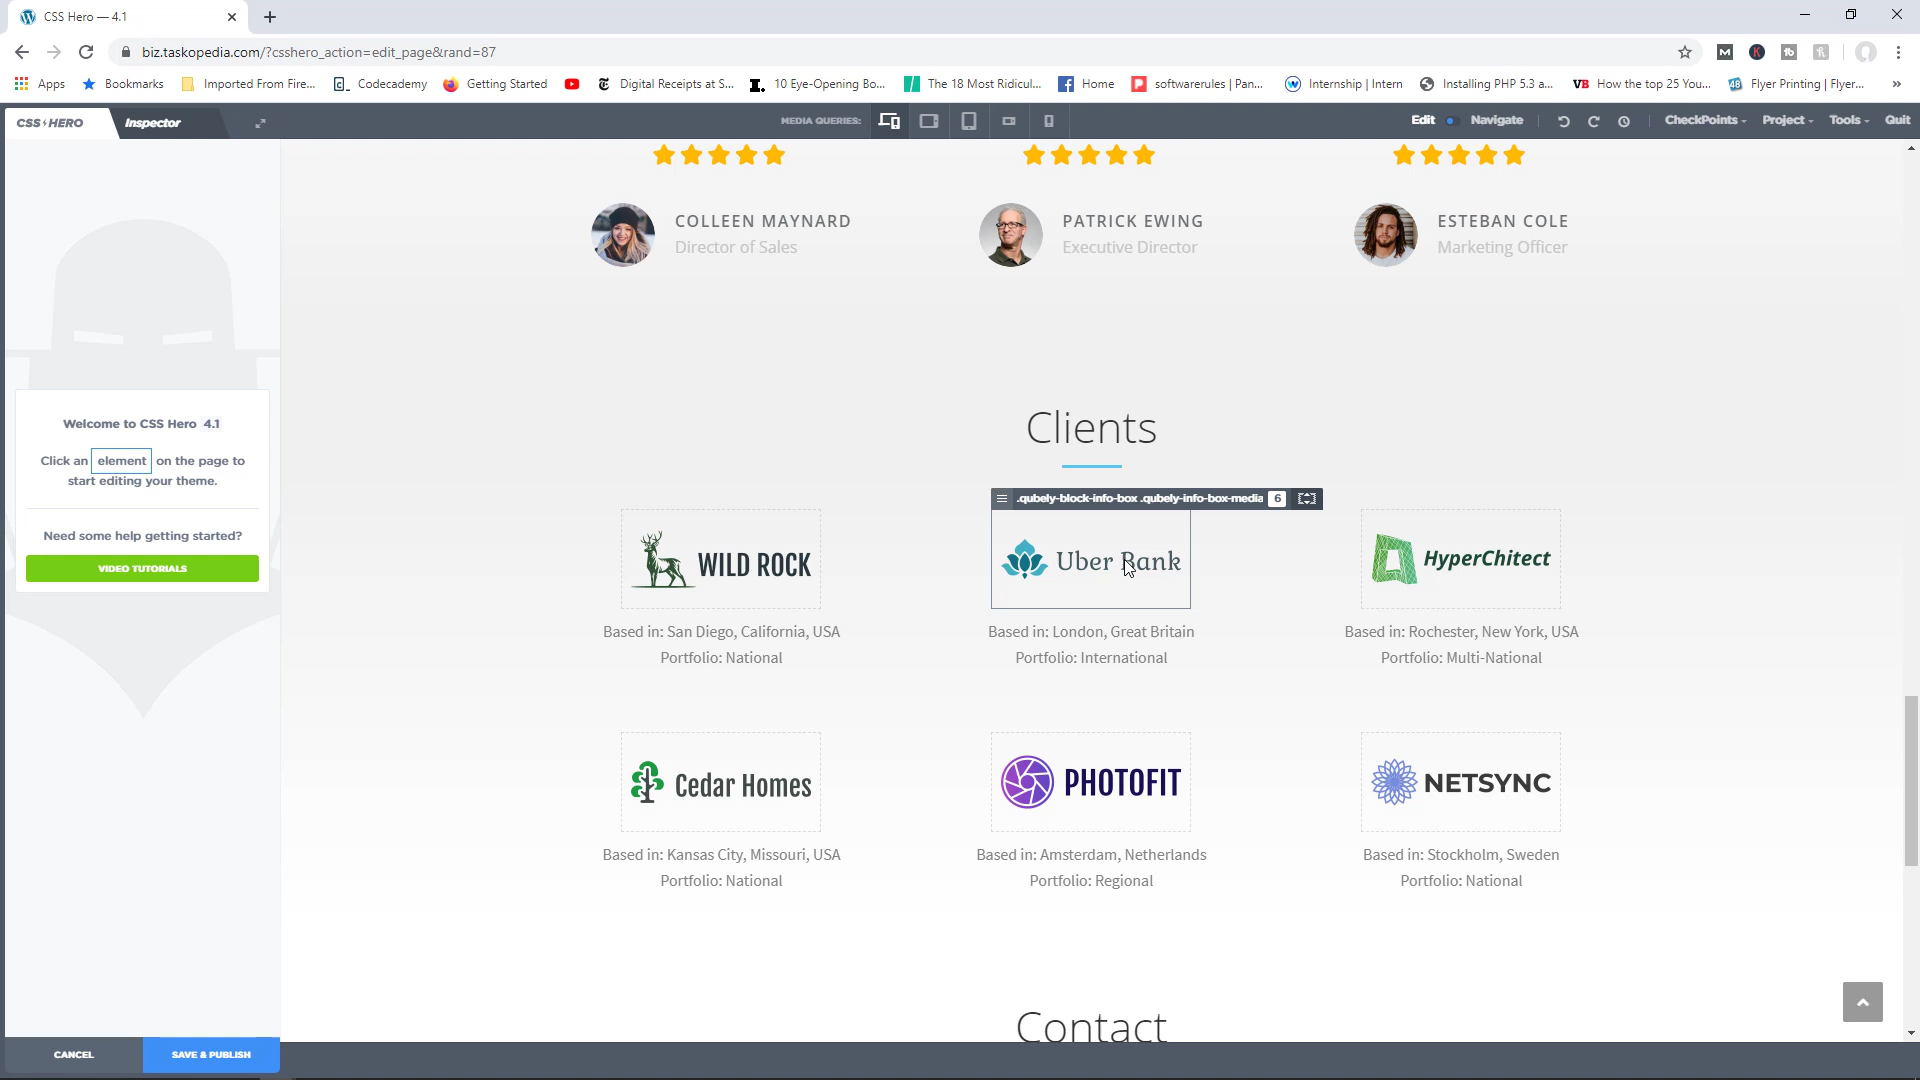 CSS Hero — 4.1
biz.taskopedia.com/?csshero_action=edit_page&rand=87
Apps
Bookmarks
Imported From Fire...
Codecademy
Getting Started
Digital Receipts at S...
10 Eye-Opening Bo...
The 18 Most Ridicul...
Home
softwarerules | Pan...
Internship | Intern
Installing PHP 5.3 a...
VB How the top 25 You...
Flyer Printing | Flyer...
»
CSS HERO
Inspector
MEDIA QUERIES:
Edit
Navigate
CheckPoints
Project
Tools
Quit
COLLEEN MAYNARD
Director of Sales
PATRICK EWING
Executive Director
ESTEBAN COLE
Marketing Officer
Welcome to CSS Hero 4.1
Click an element on the page to
start editing your theme.
Need some help getting started?
VIDEO TUTORIALS
Clients
.qubely-block-info-box .qubely-info-box-media 6
WILD ROCK
Uber Bank
HyperChitect
Based in: San Diego, California, USA
Portfolio: National
Based in: London, Great Britain
Portfolio: International
Based in: Rochester, New York, USA
Portfolio: Multi-National
Cedar Homes
PHOTOFIT
NETSYNC
Based in: Kansas City, Missouri, USA
Portfolio: National
Based in: Amsterdam, Netherlands
Portfolio: Regional
Based in: Stockholm, Sweden
Portfolio: National
Contact
CANCEL
SAVE & PUBLISH